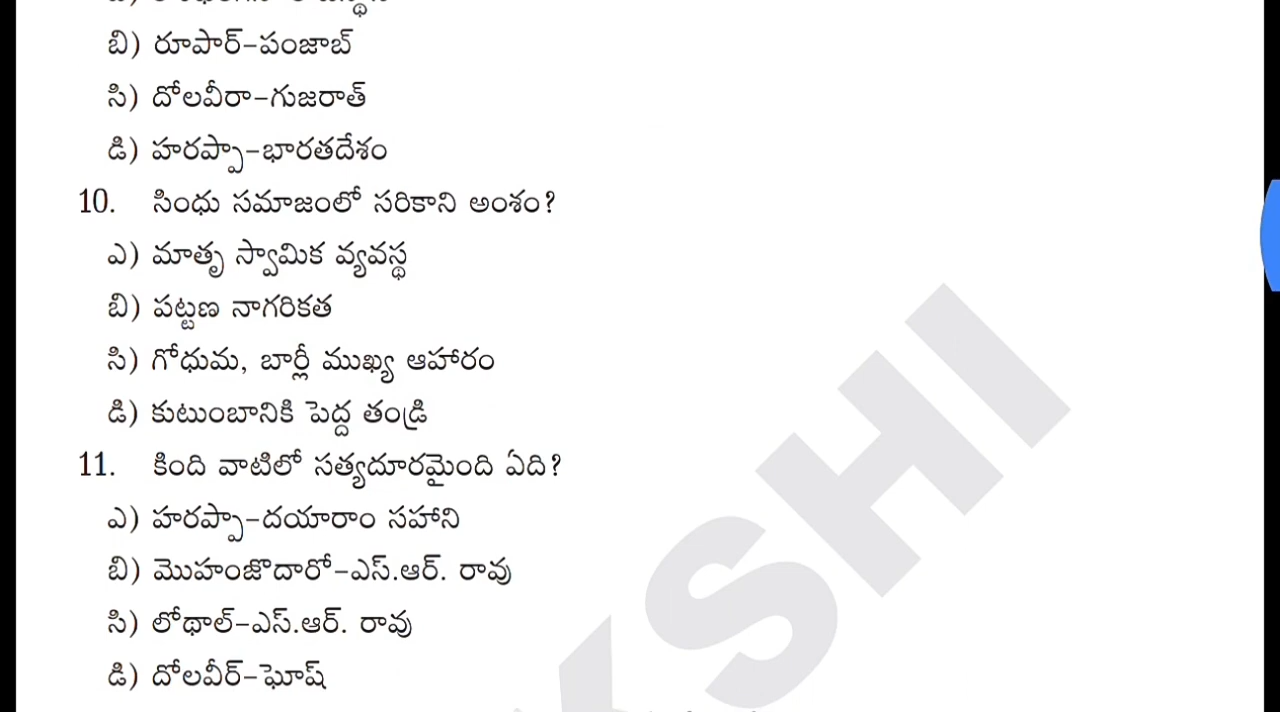 బి) రూపార్-పంజాబ్
సి) దోలవీరా-గుజరాత్
డి) హరప్పా-భారతదేశం
10. సింధు సమాజంలో సరికాని అంశం?
ఎ) మాతృ స్వామిక వ్యవస్థ
బి) పట్టణ నాగరికత
సి) గోధుమ, బార్లీ ముఖ్య ఆహారం
డి) కుటుంబానికి పెద్ద తండ్రి
11. కింది వాటిలో సత్యదూరమైంది ఏది?
ఎ) హరప్పా-దయారాం సహాని
బి) మొహంజొదారో-ఎస్.ఆర్. రావు
సి) లోథాల్-ఎస్.ఆర్. రావు
డి) దోలవీర్-ఘోష్
KSHI